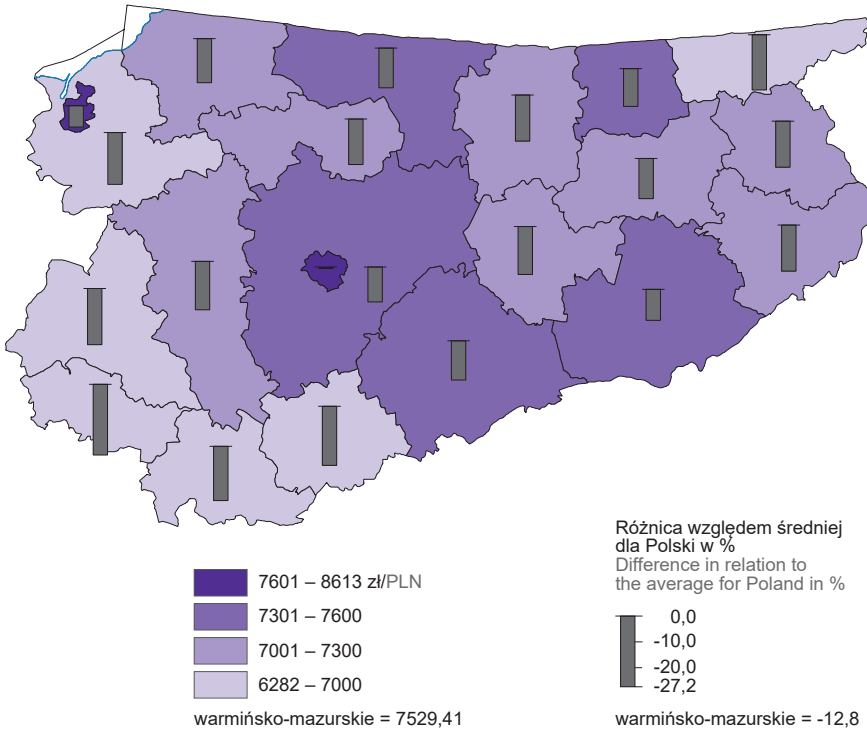 7601 – 8613 zł/PLN
7301 – 7600
7001 – 7300
6282 – 7000
warmińsko-mazurskie = 7529,41
Różnica względem średniej
dla Polski w %
Difference in relation to
the average for Poland in %
0,0
-10,0
-20,0
-27,2
warmińsko-mazurskie = -12,8